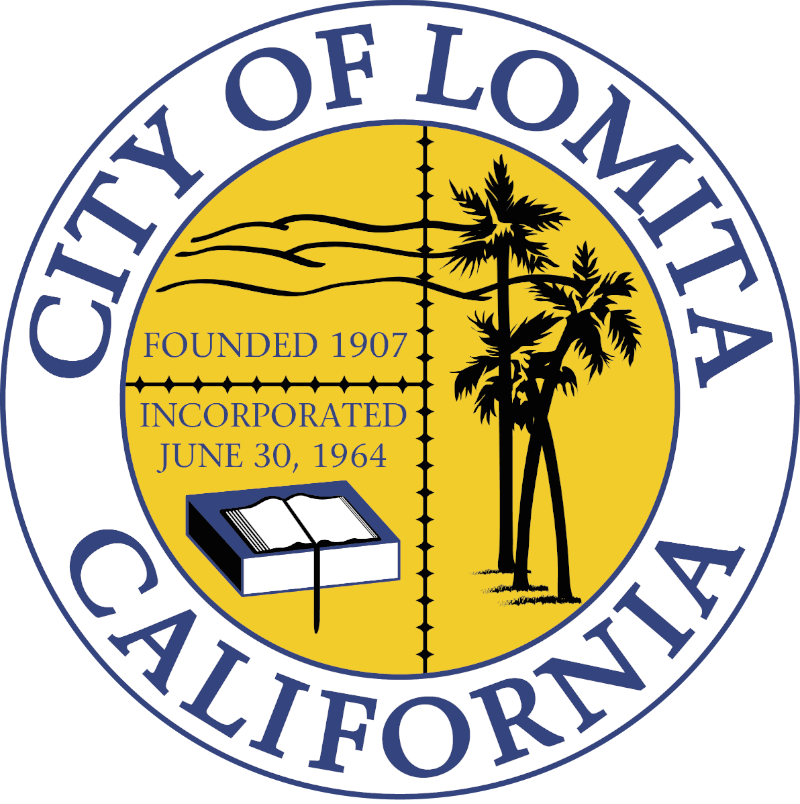 CITY OF LOMITA
FOUNDED 1907
INCORPORATED
JUNE 30, 1964
CALIFORNIA